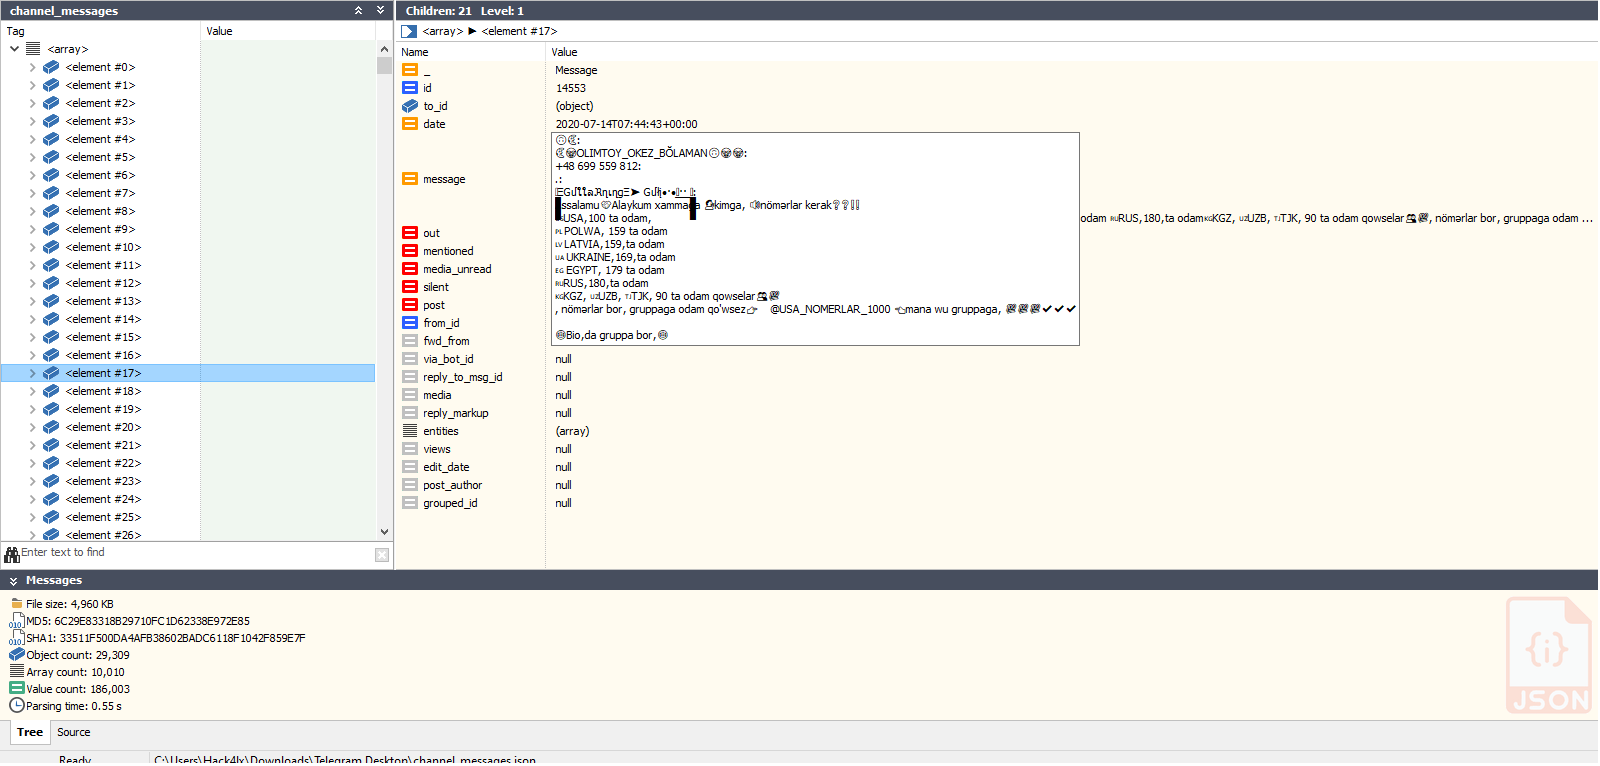 channel_messages
Tag Value
<array>
<element #0>
<element #1>
<element #2>
<element #3>
<element #4>
<element #5>
<element #6>
<element #7>
<element #8>
<element #9>
<element #10>
<element #11>
<element #12>
<element #13>
<element #14>
<element #15>
<element #16>
<element #17>
<element #18>
<element #19>
<element #20>
<element #21>
<element #22>
<element #23>
<element #24>
<element #25>
<element #26>
Enter text to find
Children: 21 Level: 1
<array> ▶ <element #17>
Name Value
_ Message
id 14553
to_id (object)
date 2020-07-14T07:44:43+00:00
message
OLIMTOY_OKEZ_BŎLAMAN
+48 699 559 812:
.:
ssalamu Alaykum xammaga kimga, nömərlar kerak
USA,100 ta odam,
PL POLWA, 159 ta odam
LV LATVIA,159,ta odam
UA UKRAINE,169,ta odam
EG EGYPT, 179 ta odam
RU RUS,180,ta odam
KG KGZ, UZ UZB, TJ TJK, 90 ta odam qowselar
, nömərlar bor, gruppaga odam qo'wsez @USA_NOMERLAR_1000 mana wu gruppaga, ✔✔✔
Bio,da gruppa bor,
odam RU RUS,180,ta odam KG KGZ, UZ UZB, TJ TJK, 90 ta odam qowselar , nömərlar bor, gruppaga odam ...
out
mentioned
media_unread
silent
post
from_id
fwd_from
via_bot_id null
reply_to_msg_id null
media null
reply_markup null
entities (array)
views null
edit_date null
post_author null
grouped_id null
Messages
File size: 4,960 KB
MD5: 6C29E83318B29710FC1D62338E972E85
SHA1: 33511F500DA4AFB38602BADC6118F1042F859E7F
Object count: 29,309
Array count: 10,010
Value count: 186,003
Parsing time: 0.55 s
{i}
JSON
Tree Source
Ready C:\Users\Hack4lx\Downloads\Telegram Desktop\channel_messages.json